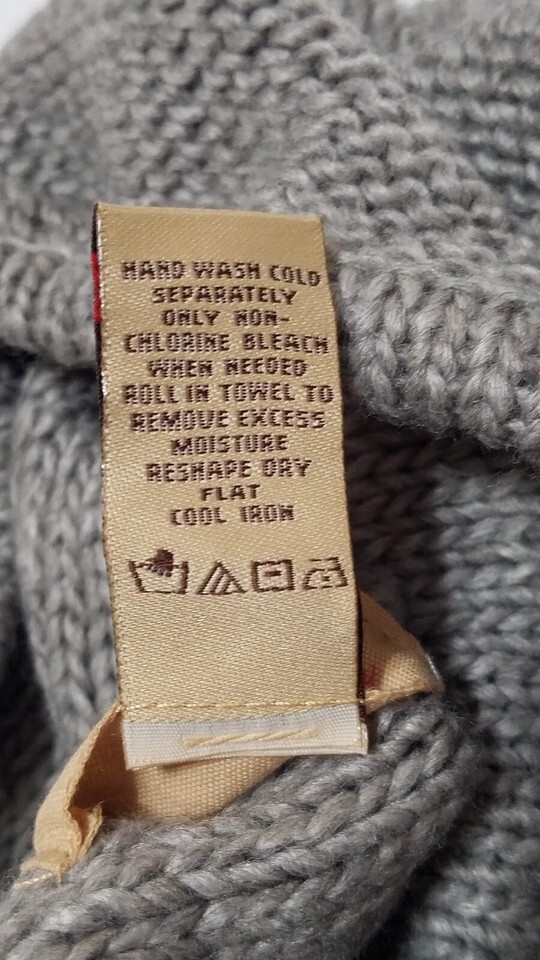 HAND WASH COLD
SEPARATELY
ONLY NON-
CHLORINE BLEACH
WHEN NEEDED
ROLL IN TOWEL TO
REMOVE EXCESS
MOISTURE
RESHAPE DRY
FLAT
COOL IRON